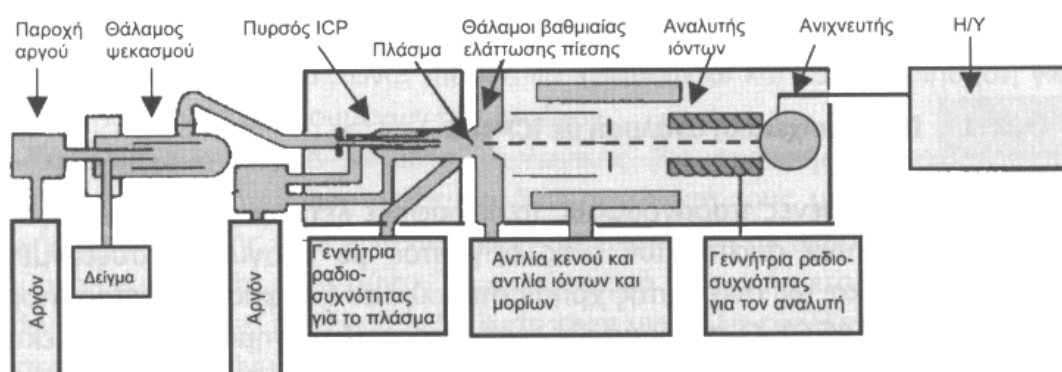 Παροχή
αργού
Θάλαμος
ψεκασμού
Πυρσός ICP
Πλάσμα
Θάλαμοι βαθμιαίας
ελάττωσης πίεσης
Αναλυτής
ιόντων
Ανιχνευτής
Η/Υ
Αργόν
Δείγμα
Αργόν
Γεννήτρια
ραδιο-
συχνότητας
για το πλάσμα
Αντλία κενού και
αντλία ιόντων και
μορίων
Γεννήτρια ραδιο-
συχνότητας
για τον αναλυτή